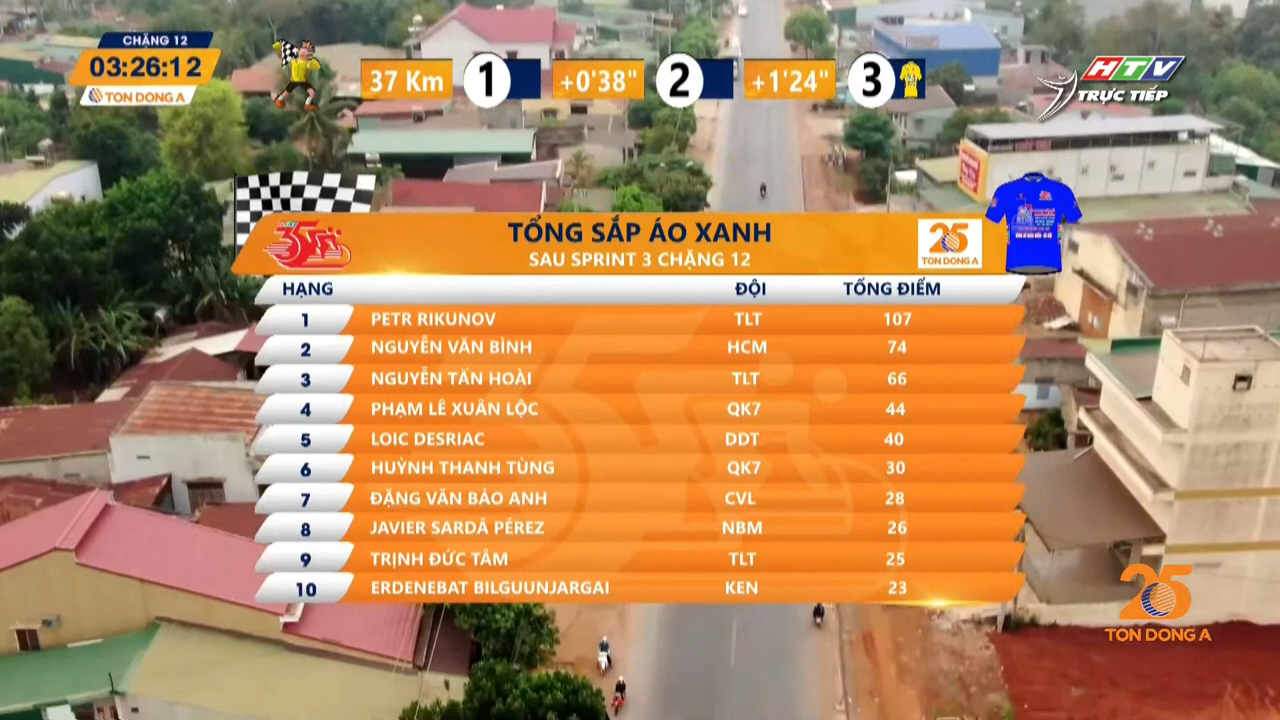 CHẶNG 12
03:26:12
TON DONG A
37 Km 1 +0'38" 2 +1'24" 3
HTV
TRỰC TIẾP
TỔNG SẮP ÁO XANH
SAU SPRINT 3 CHẶNG 12
25
TON DONG A
HẠNG ĐỘI TỔNG ĐIỂM
1 PETR RIKUNOV TLT 107
2 NGUYỄN VĂN BÌNH HCM 74
3 NGUYỄN TẤN HOÀI TLT 66
4 PHẠM LÊ XUÂN LỘC QK7 44
5 LOIC DESRIAC DDT 40
6 HUỲNH THANH TÙNG QK7 30
7 ĐẶNG VĂN BẢO ANH CVL 28
8 JAVIER SARDÁ PÉREZ NBM 26
9 TRỊNH ĐỨC TÂM TLT 25
10 ERDENEBAT BILGUUNJARGAI KEN 23
25
TON DONG A